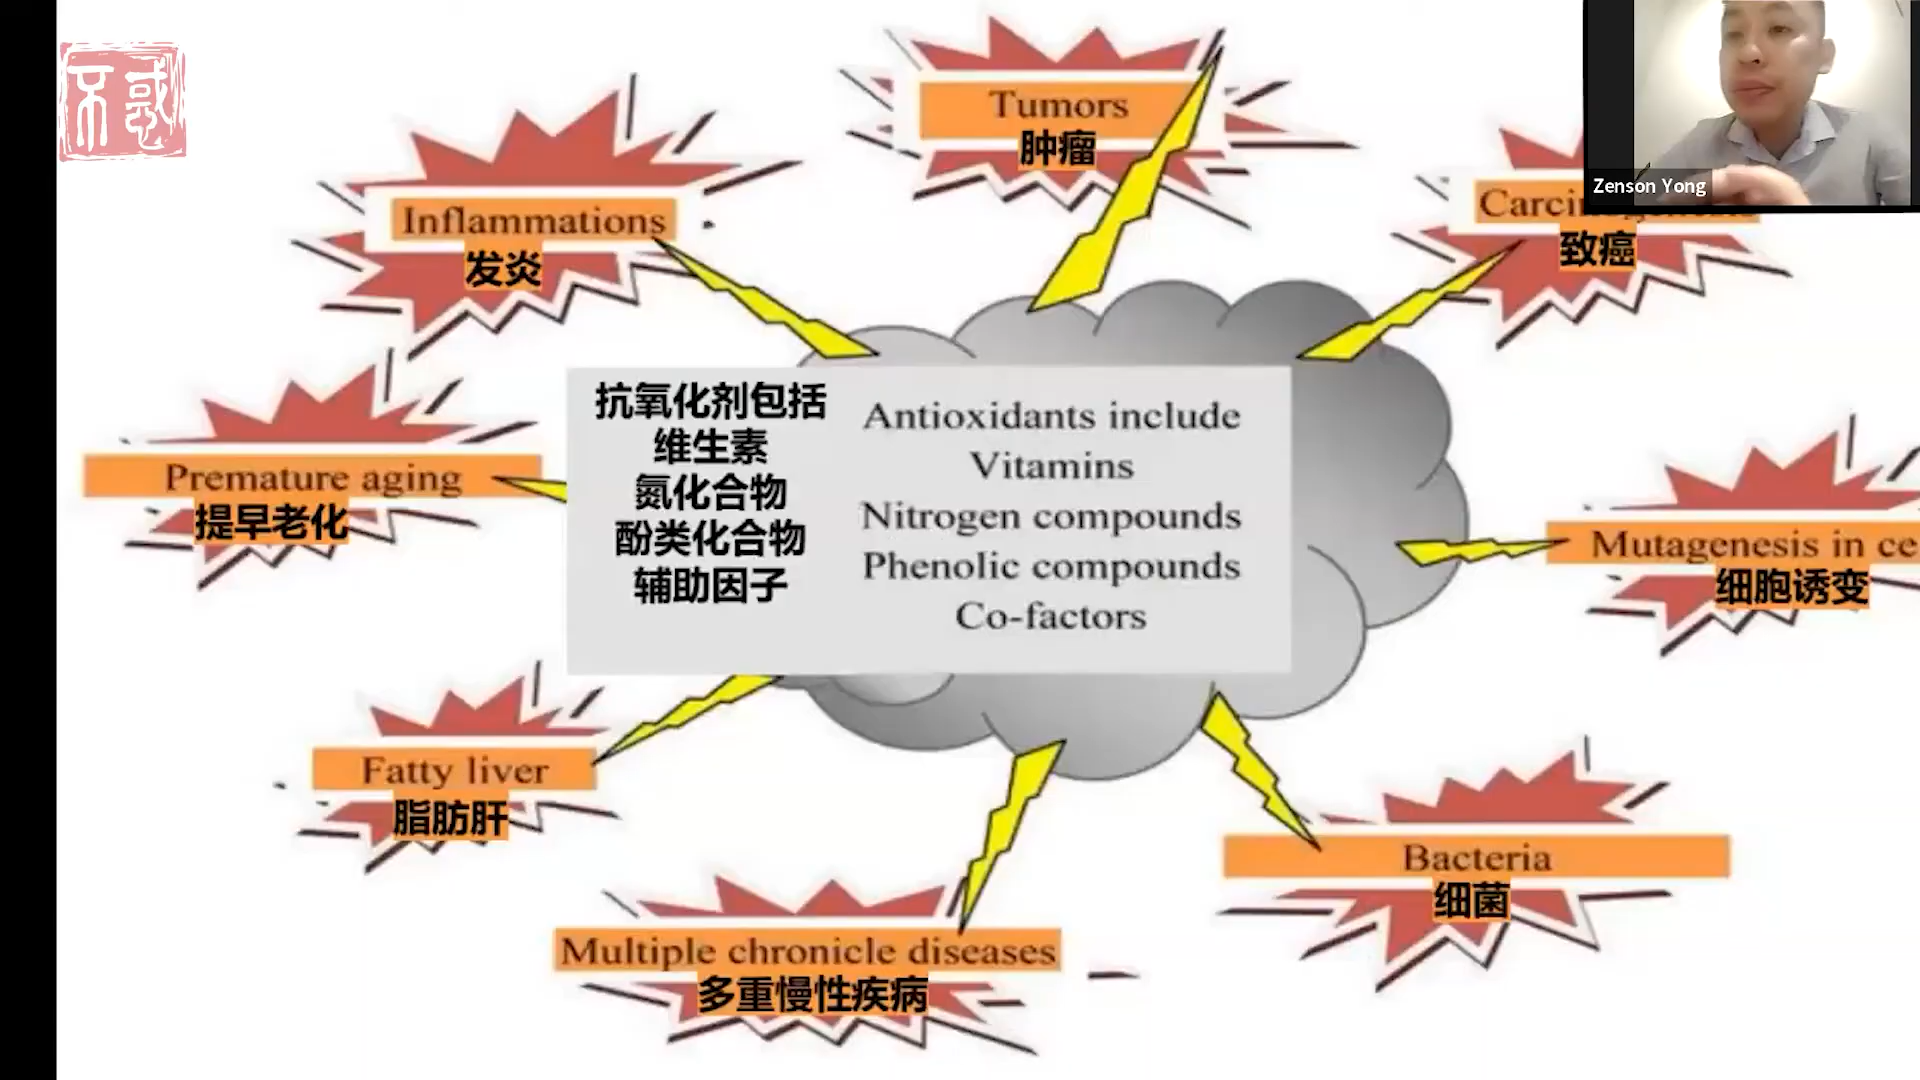 不惑
Tumors
肿瘤
Zenson Yong
Inflammations
发炎
致癌
抗氧化剂包括
维生素
氮化合物
酚类化合物
辅助因子
Antioxidants include
Vitamins
Nitrogen compounds
Phenolic compounds
Co-factors
Premature aging
提早老化
Mutagenesis in
细胞诱变
Fatty liver
脂肪肝
Bacteria
细菌
Multiple chronicle diseases
多重慢性疾病